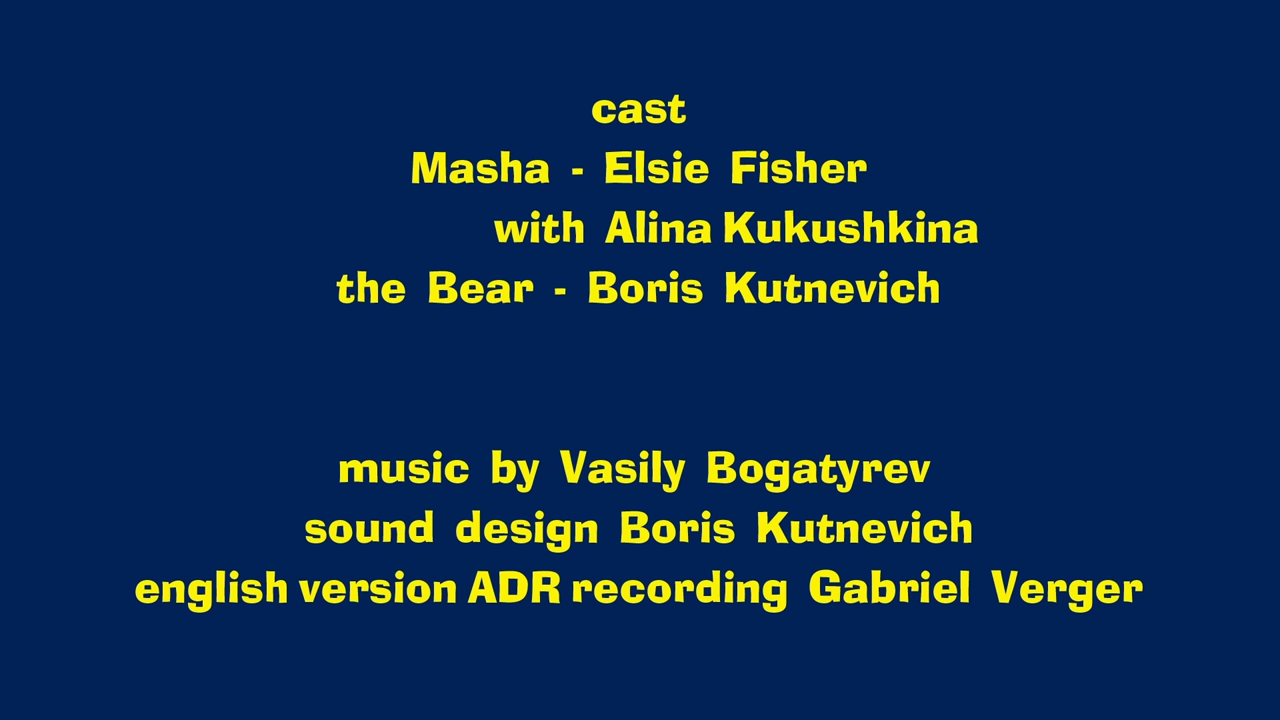 cast
Masha - Elsie Fisher
with Alina Kukushkina
the Bear - Boris Kutnevich
music by Vasily Bogatyrev
sound design Boris Kutnevich
english version ADR recording Gabriel Verger